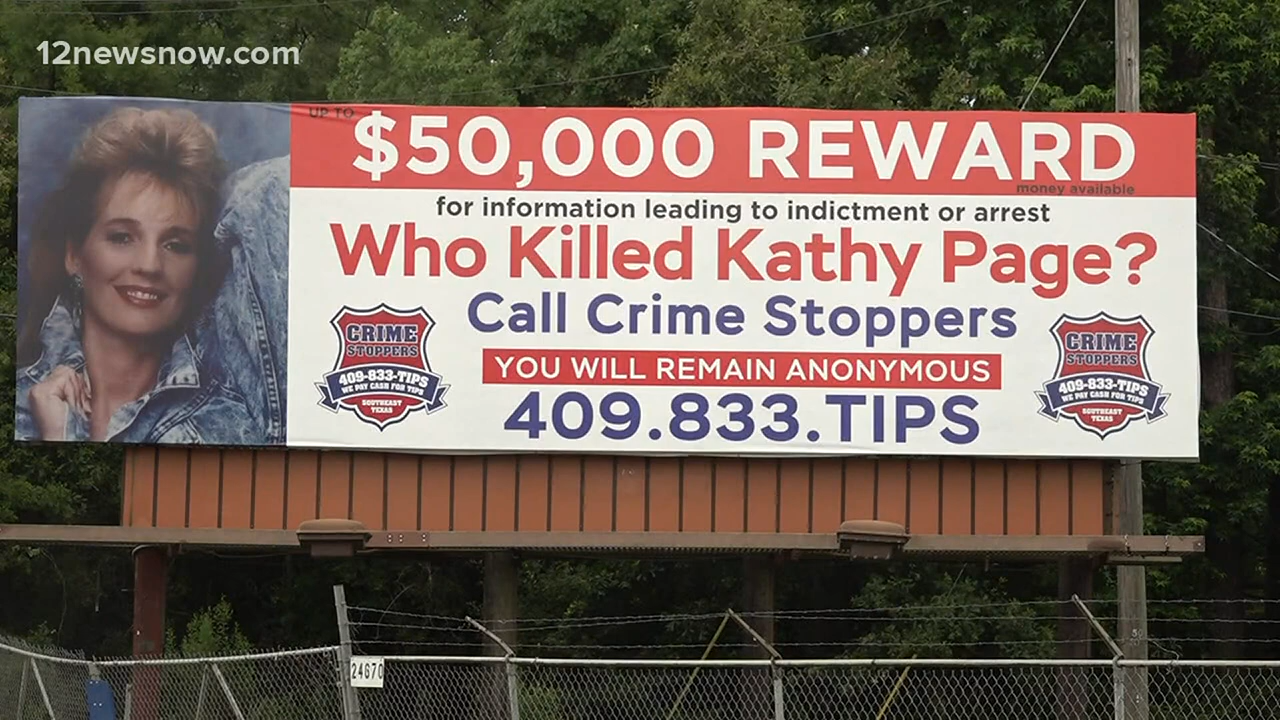 12newsnow.com
UP TO
$50,000 REWARD
money available
for information leading to indictment or arrest
Who Killed Kathy Page?
Call Crime Stoppers
YOU WILL REMAIN ANONYMOUS
409.833.TIPS
CRIME
STOPPERS
409-833-TIPS
WE PAY CASH FOR TIPS
SOUTHEAST
TEXAS
CRIME
STOPPERS
409-833-TIPS
WE PAY CASH FOR TIPS
SOUTHEAST
TEXAS
24670